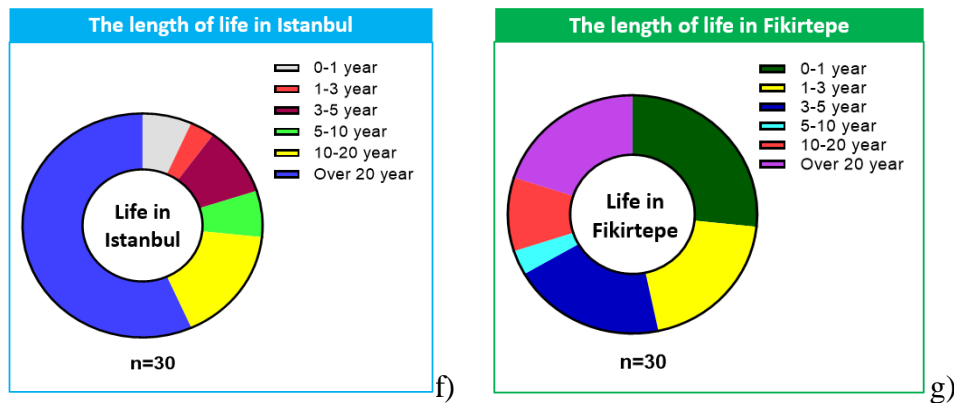 The length of life in Istanbul
0-1 year
1-3 year
3-5 year
5-10 year
10-20 year
Over 20 year
Life in
Istanbul
n=30
f)
The length of life in Fikirtepe
0-1 year
1-3 year
3-5 year
5-10 year
10-20 year
Over 20 year
Life in
Fikirtepe
n=30
g)